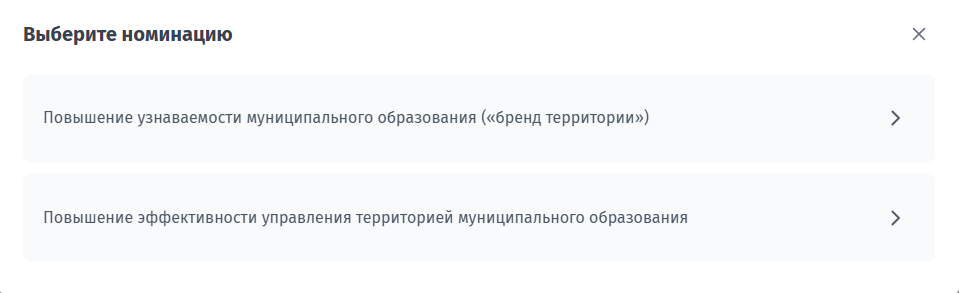 Выберите номинацию
Повышение узнаваемости муниципального образования («бренд территории»)
Повышение эффективности управления территорией муниципального образования